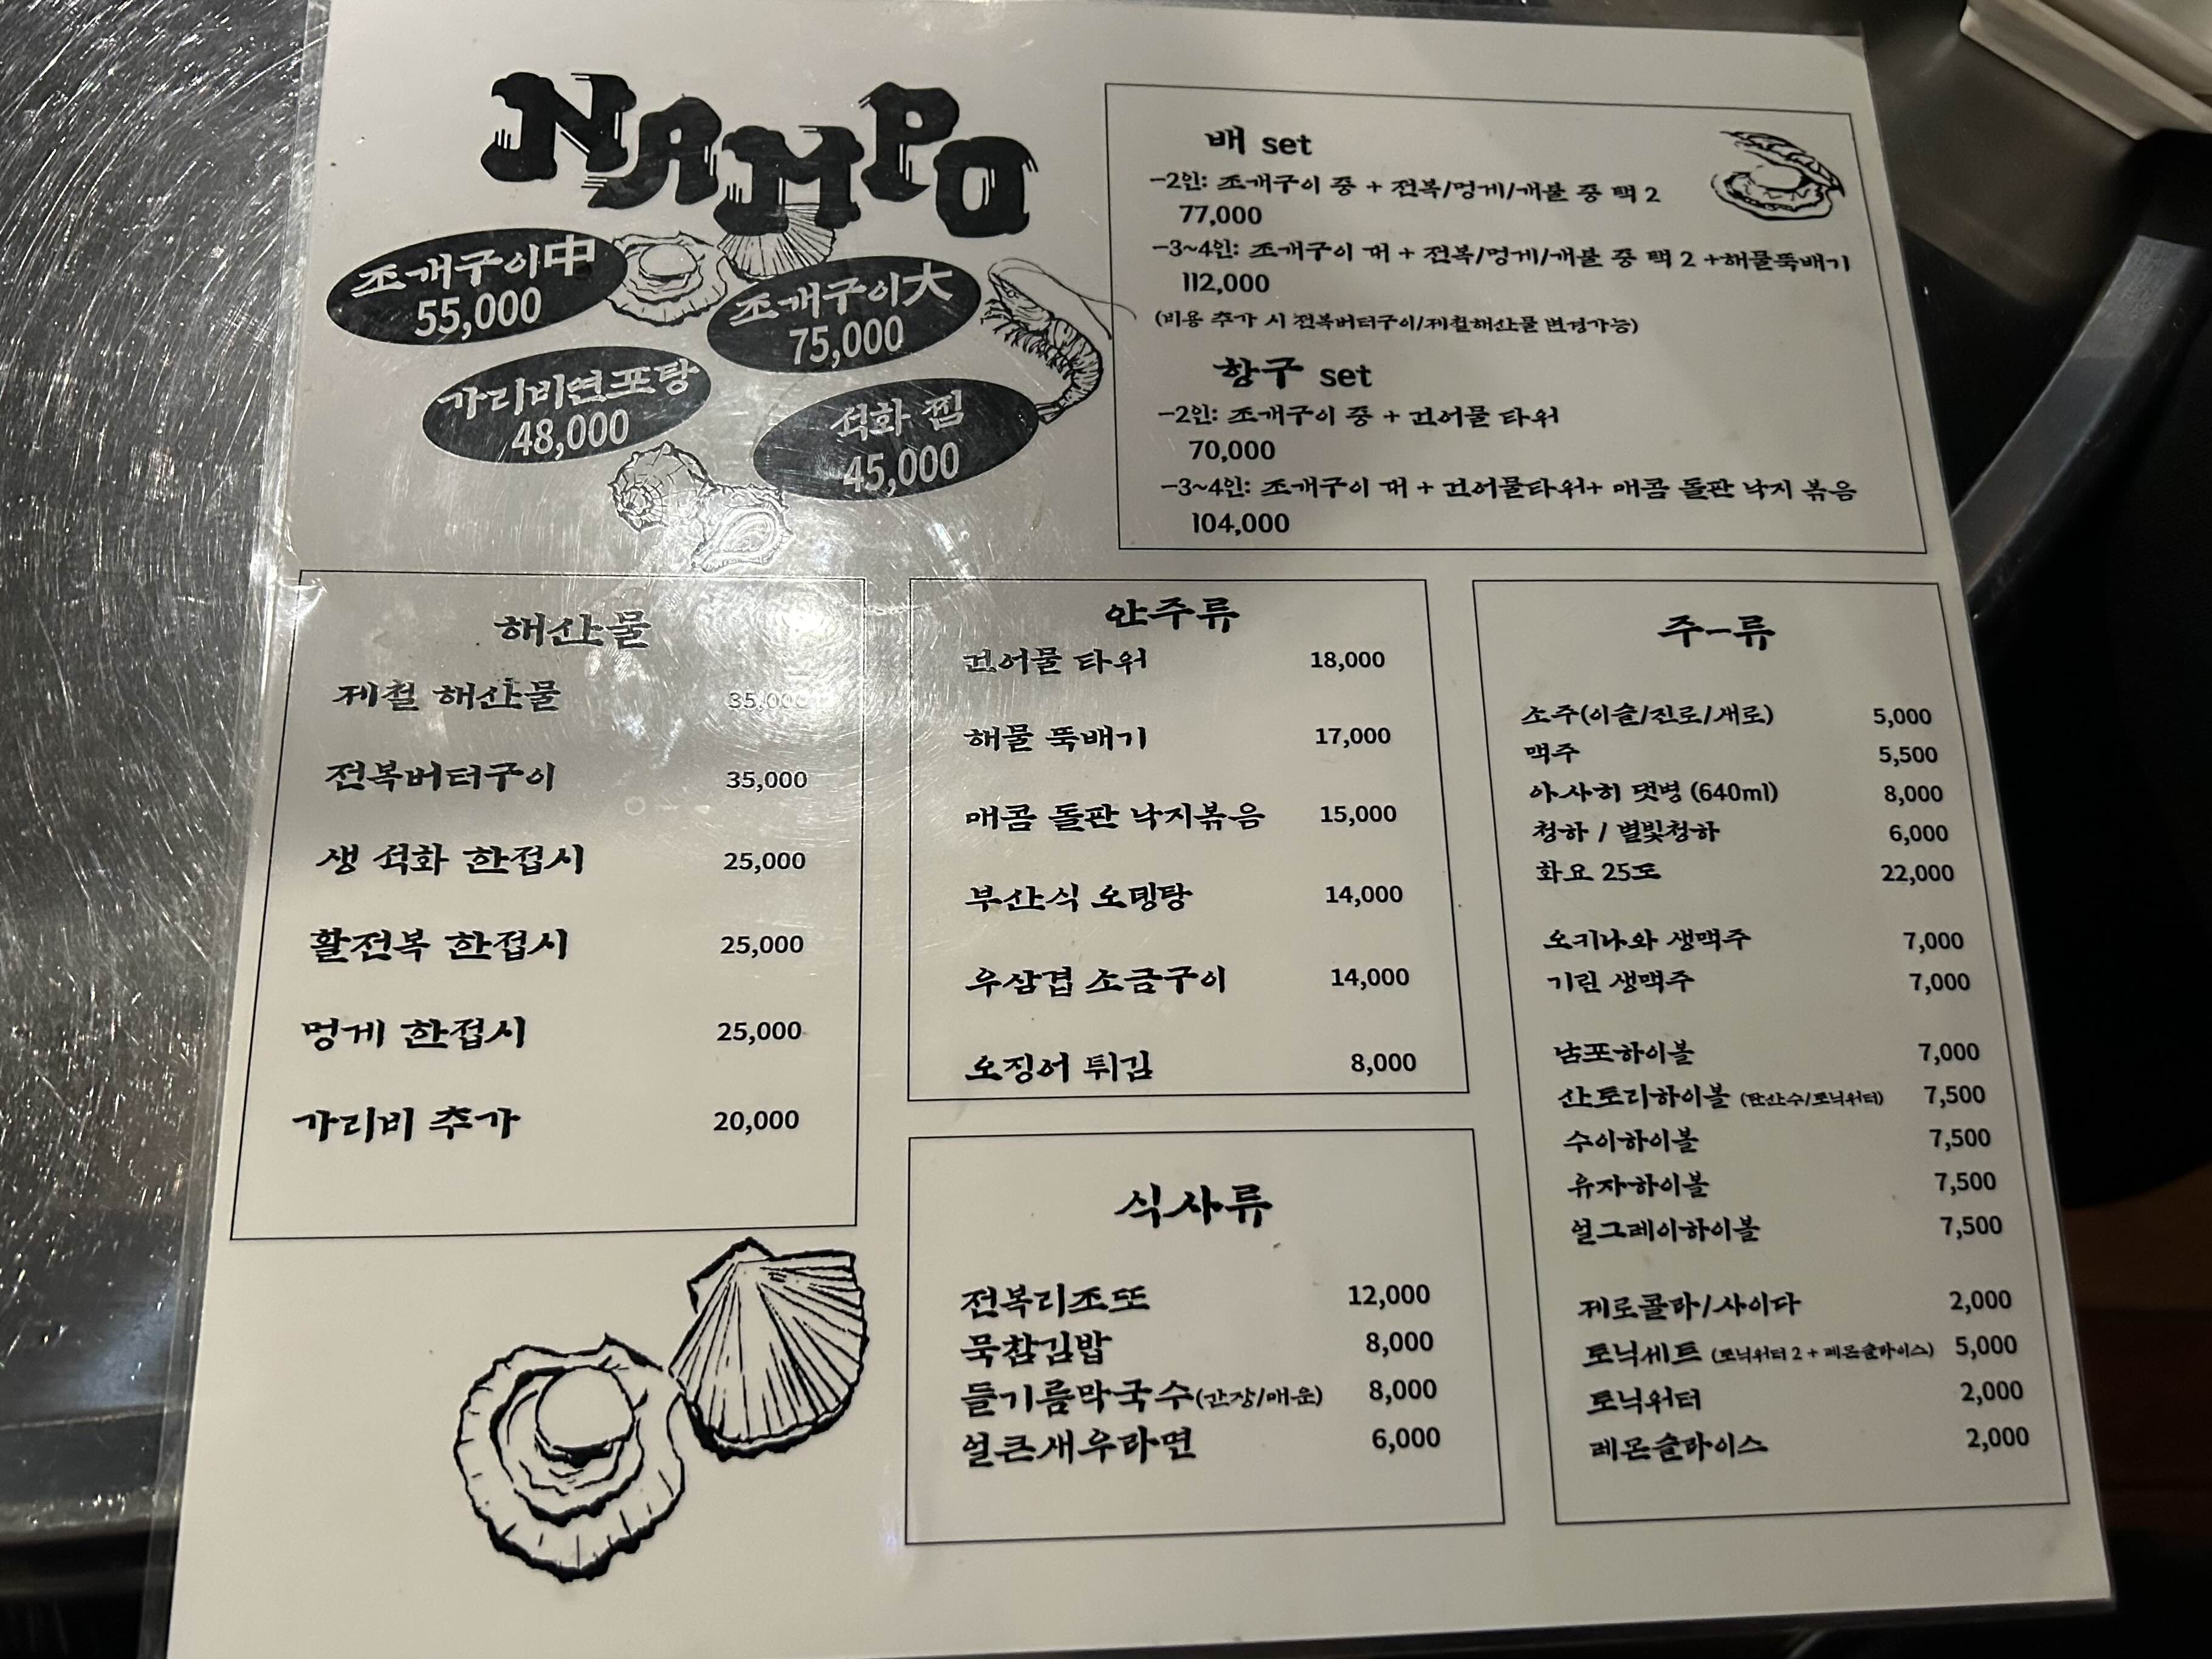 NAMPO
조개구이中
55,000
조개구이大
75,000
가리비연포탕
48,000
석화 찜
45,000
배 set
-2인: 조개구이 중 + 전복/멍게/개불 중 택 2
77,000
-3~4인: 조개구이 대 + 전복/멍게/개불 중 택 2 +해물뚝배기
112,000
(비용 추가 시 전복버터구이/제철해산물 변경가능)
항구 set
-2인: 조개구이 중 + 건어물 타워
70,000
-3~4인: 조개구이 대 + 건어물타워+ 매콤 돌판 낙지 볶음
104,000
해산물
제철 해산물 35,000
전복버터구이 35,000
생 석화 한접시 25,000
활전복 한접시 25,000
멍게 한접시 25,000
가리비 추가 20,000
안주류
건어물 타워 18,000
해물 뚝배기 17,000
매콤 돌판 낙지볶음 15,000
부산식 오뎅탕 14,000
우삼겹 소금구이 14,000
오징어 튀김 8,000
식사류
전복리조또 12,000
묵참김밥 8,000
들기름막국수(간장/매운) 8,000
얼큰새우라면 6,000
주-류
소주(이슬/진로/새로) 5,000
맥주 5,500
아사히 댓병 (640ml) 8,000
청하 / 별빛청하 6,000
화요 25도 22,000
오키나와 생맥주 7,000
기린 생맥주 7,000
남포하이볼 7,000
산토리하이볼 (탄산수/토닉워터) 7,500
수이하이볼 7,500
유자하이볼 7,500
얼그레이하이볼 7,500
제로콜라/사이다 2,000
토닉세트 (토닉워터 2 + 레몬슬라이스) 5,000
토닉워터 2,000
레몬슬라이스 2,000